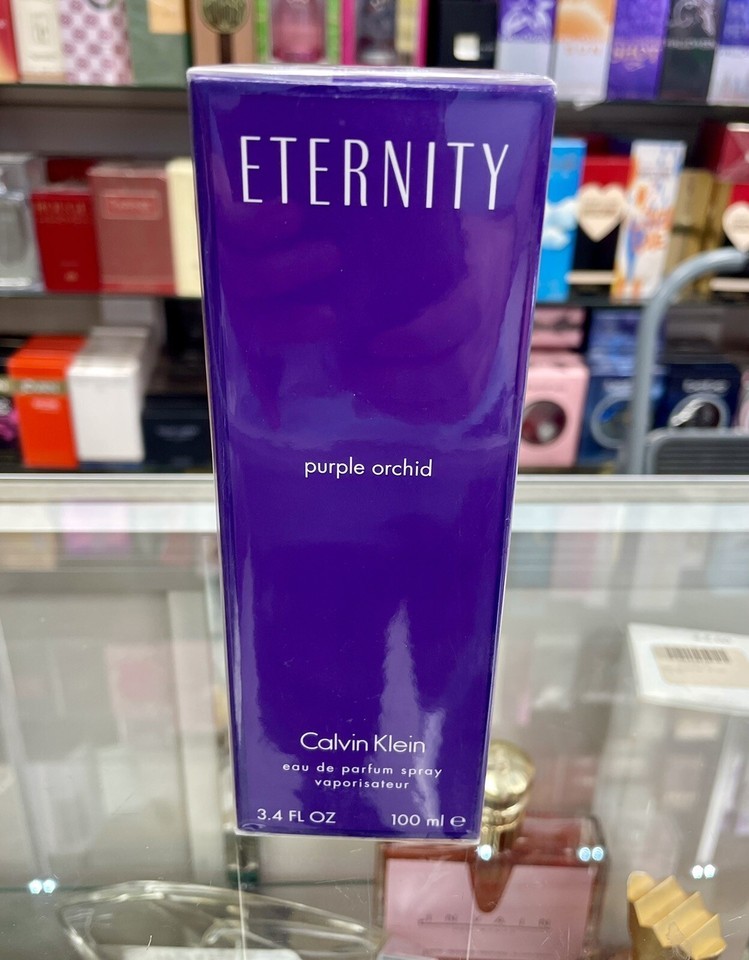 ETERNITY
purple orchid
Calvin Klein
eau de parfum spray
vaporisateur
3.4 FL OZ 100 ml ℮